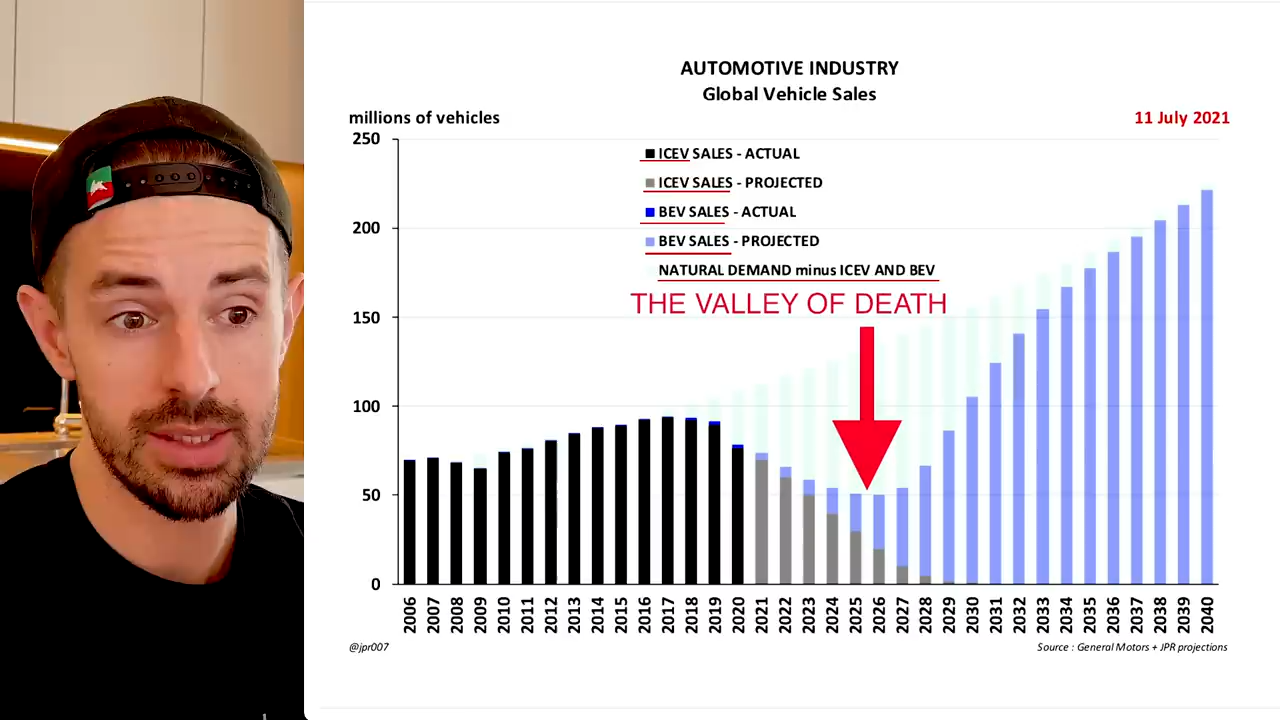 AUTOMOTIVE INDUSTRY
Global Vehicle Sales
millions of vehicles
11 July 2021
250
200
150
100
50
0
ICEV SALES - ACTUAL
ICEV SALES - PROJECTED
BEV SALES - ACTUAL
BEV SALES - PROJECTED
NATURAL DEMAND minus ICEV AND BEV
THE VALLEY OF DEATH
2006 2007 2008 2009 2010 2011 2012 2013 2014 2015 2016 2017 2018 2019 2020 2021 2022 2023 2024 2025 2026 2027 2028 2029 2030 2031 2032 2033 2034 2035 2036 2037 2038 2039 2040
@jpr007
Source : General Motors + JPR projections